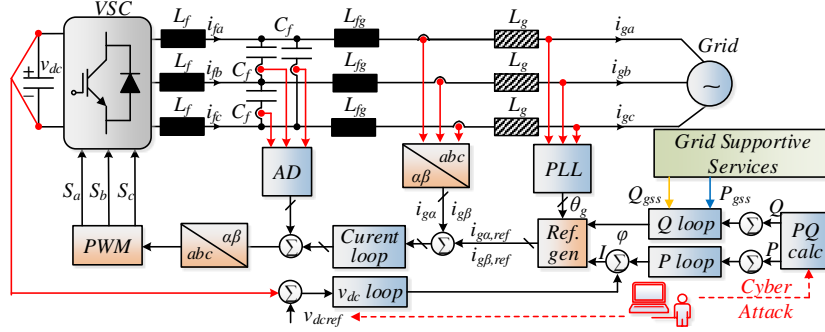 VSC
L_f i_fa C_f L_fg L_g i_ga Grid
+ v_dc −
L_f i_fb C_f L_fg L_g i_gb ~
L_f i_fc C_f L_fg L_g i_gc
S_a S_b S_c
AD
abc
αβ
PLL
Grid Supportive
Services
i_gα i_gβ θ_g Q_gss P_gss
PWM
αβ
abc
Σ
Curent
loop
Σ
i_gα,ref
i_gβ,ref
Ref.
gen
I φ
Σ
Q loop
Σ Q
P loop
Σ P
PQ
calc
Σ
v_dc loop
v_dcref
Cyber
Attack